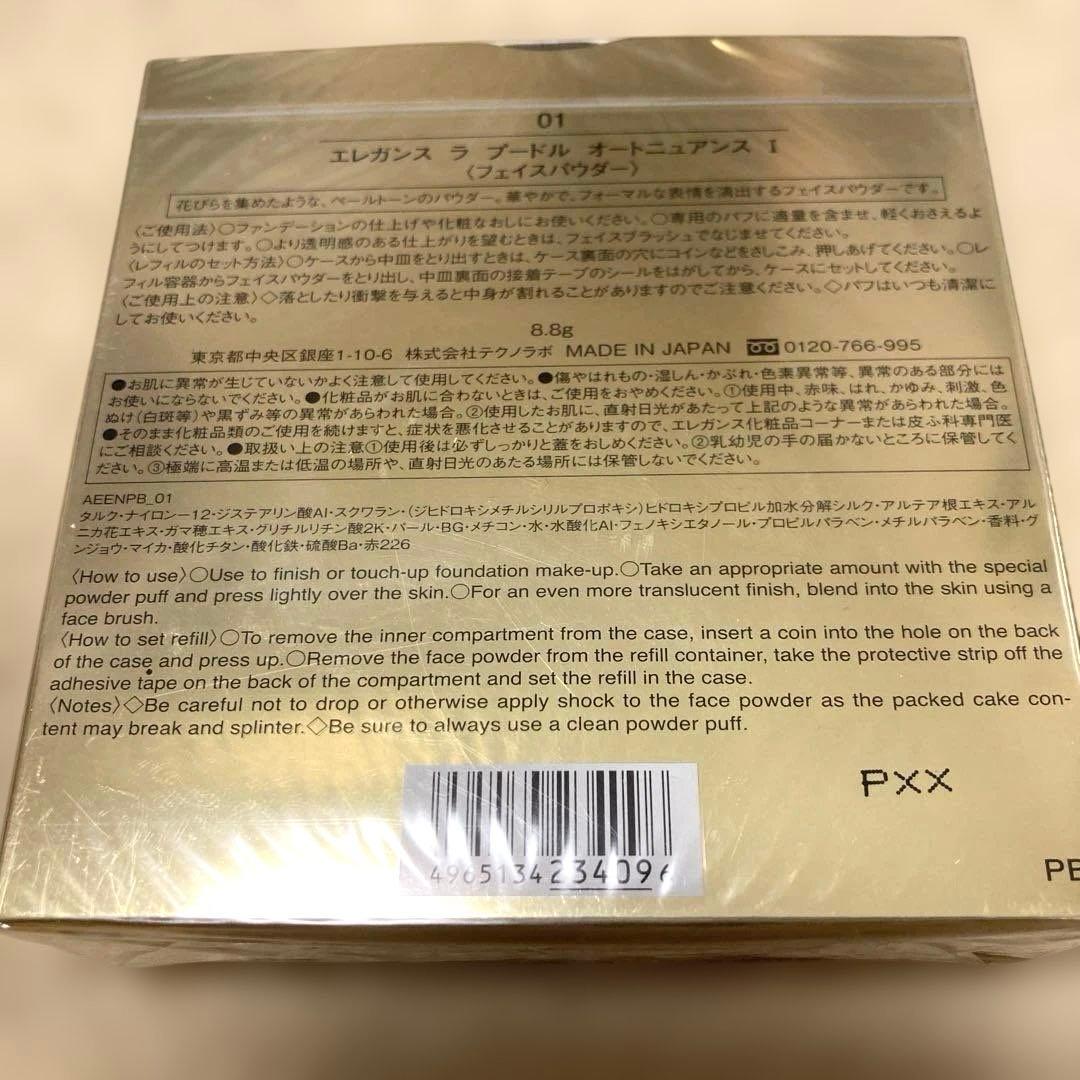 01
エレガンス ラ プードル オートニュアンス I
〈フェイスパウダー〉
花びらを集めたような、ペールトーンのパウダー。華やかで、フォーマルな表情を演出するフェイスパウダーです。
〈ご使用法〉○ファンデーションの仕上げや化粧なおしにお使いください。○専用のパフに適量を含ませ、軽くおさえるよ
うにしてつけます。○より透明感のある仕上がりを望むときは、フェイスブラッシュでなじませてください。
〈レフィルのセット方法〉○ケースから中皿をとり出すときは、ケース裏面の穴にコインなどをさしこみ、押しあげてください。○レ
フィル容器からフェイスパウダーをとり出し、中皿裏面の接着テープのシールをはがしてから、ケースにセットしてください。
〈ご使用上の注意〉◇落としたり衝撃を与えると中身が割れることがありますのでご注意ください。◇パフはいつも清潔に
してお使いください。
8.8g
東京都中央区銀座1-10-6 株式会社テクノラボ MADE IN JAPAN 0120-766-995
●お肌に異常が生じていないかよく注意して使用してください。●傷やはれもの・湿しん・かぶれ・色素異常等、異常のある部分には
お使いにならないでください。●化粧品がお肌に合わないときは、ご使用をおやめください。①使用中、赤味、はれ、かゆみ、刺激、色
ぬけ(白斑等)や黒ずみ等の異常があらわれた場合。②使用したお肌に、直射日光があたって上記のような異常があらわれた場合。
●そのまま化粧品類のご使用を続けますと、症状を悪化させることがありますので、エレガンス化粧品コーナーまたは皮ふ科専門医
にご相談ください。●取扱い上の注意①使用後は必ずしっかりと蓋をおしめください。②乳幼児の手の届かないところに保管してく
ださい。③極端に高温または低温の場所や、直射日光のあたる場所には保管しないでください。
AEENPB_01
タルク・ナイロン-12・ジステアリン酸Al・スクワラン・(ジヒドロキシメチルシリルプロポキシ)ヒドロキシプロピル加水分解シルク・アルテア根エキス・アル
ニカ花エキス・ガマ穂エキス・グリチルリチン酸2K・パール・BG・メチコン・水・水酸化Al・フェノキシエタノール・プロピルパラベン・メチルパラベン・香料・グ
ンジョウ・マイカ・酸化チタン・酸化鉄・硫酸Ba・赤226
〈How to use〉○Use to finish or touch-up foundation make-up.○Take an appropriate amount with the special
powder puff and press lightly over the skin.○For an even more translucent finish, blend into the skin using a
face brush.
〈How to set refill〉○To remove the inner compartment from the case, insert a coin into the hole on the back
of the case and press up.○Remove the face powder from the refill container, take the protective strip off the
adhesive tape on the back of the compartment and set the refill in the case.
〈Notes〉◇Be careful not to drop or otherwise apply shock to the face powder as the packed cake con-
tent may break and splinter.◇Be sure to always use a clean powder puff.
PXX
4965134234096